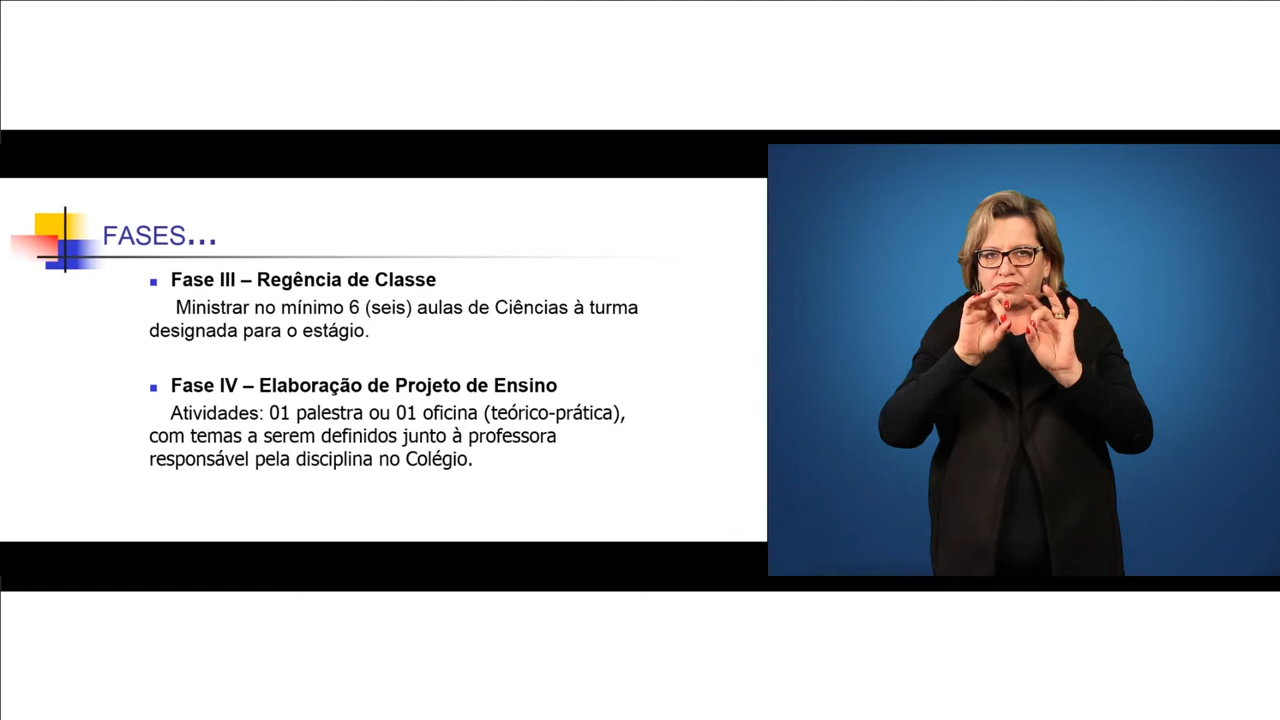 FASES...
Fase III – Regência de Classe
Ministrar no mínimo 6 (seis) aulas de Ciências à turma
designada para o estágio.
Fase IV – Elaboração de Projeto de Ensino
Atividades: 01 palestra ou 01 oficina (teórico-prática),
com temas a serem definidos junto à professora
responsável pela disciplina no Colégio.